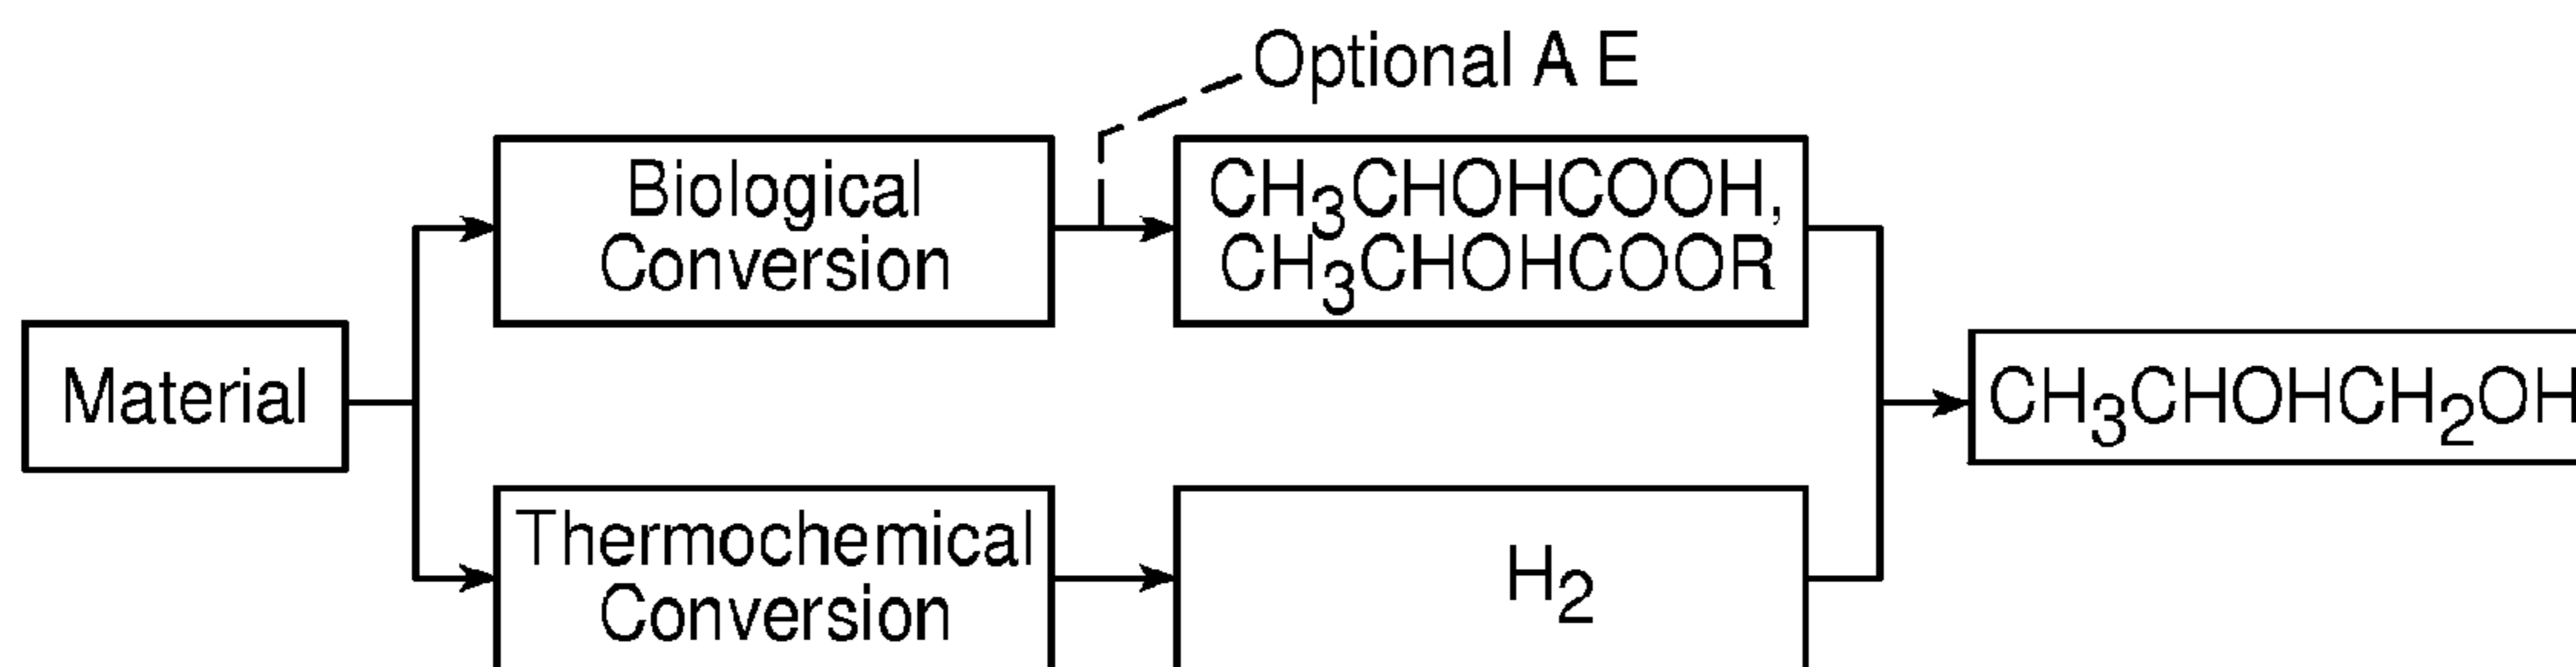 Optional A E
Biological
Conversion
CH3CHOHCOOH,
CH3CHOHCOOR
Material
CH3CHOHCH2OH
Thermochemical
Conversion
H2